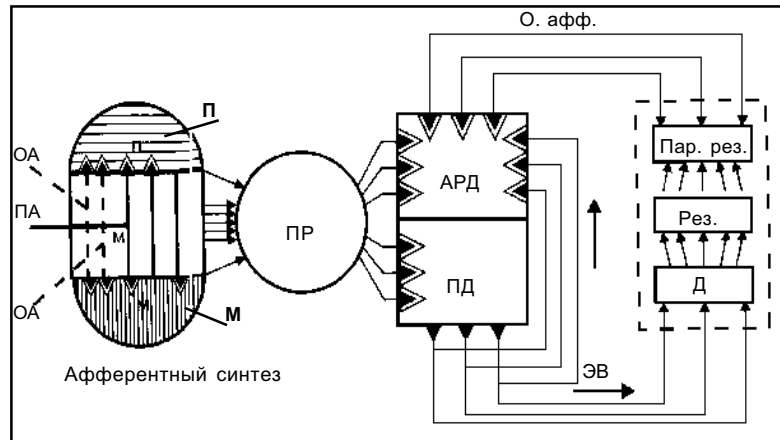 О. афф.
П
п
ОА
Пар. рез.
АРД
ПА
м
ПР
Рез.
ПД
Д
ОА
м
М
ЭВ
Афферентный синтез